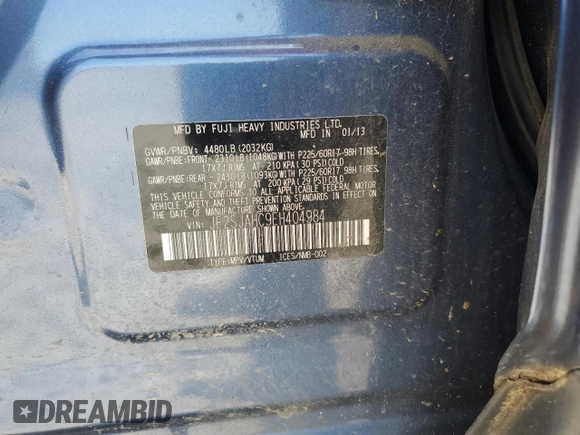 MFD BY FUJI HEAVY INDUSTRIES LTD.
MFD IN 01/13
GVWR/PNBV: 4480LB(2032KG)
GAWR/PNBE:FRONT-2310LB(1048KG)WITH P225/60R17 98H TIRES,
17X7J RIMS AT 210 KPA(30 PSI)COLD
GAWR/PNBE:REAR -2410LB(1093KG)WITH P225/60R17 98H TIRES,
17X7J RIMS AT 200 KPA(29 PSI)COLD
THIS VEHICLE CONFORMS TO ALL APPLICABLE FEDERAL MOTOR
VEHICLE SAFETY AND THEFT PREVENTION STANDARDS IN EFFECT
ON THE DATE OF MANUFACTURE SHOWN ABOVE.
VIN: JF2SJAHC9EH404984
TYPE:MPV/VTUM ICES/NMB-002
DREAMBID